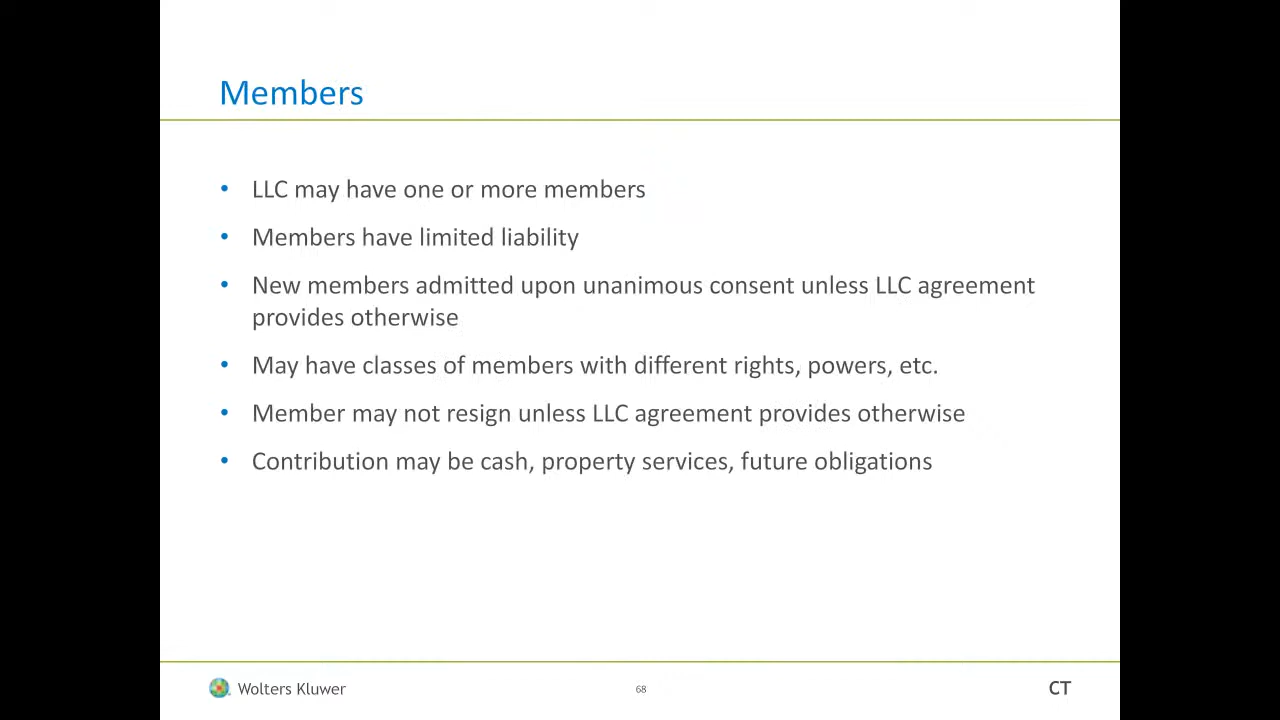 Members
• LLC may have one or more members
• Members have limited liability
• New members admitted upon unanimous consent unless LLC agreement
provides otherwise
• May have classes of members with different rights, powers, etc.
• Member may not resign unless LLC agreement provides otherwise
• Contribution may be cash, property services, future obligations
Wolters Kluwer
68
CT